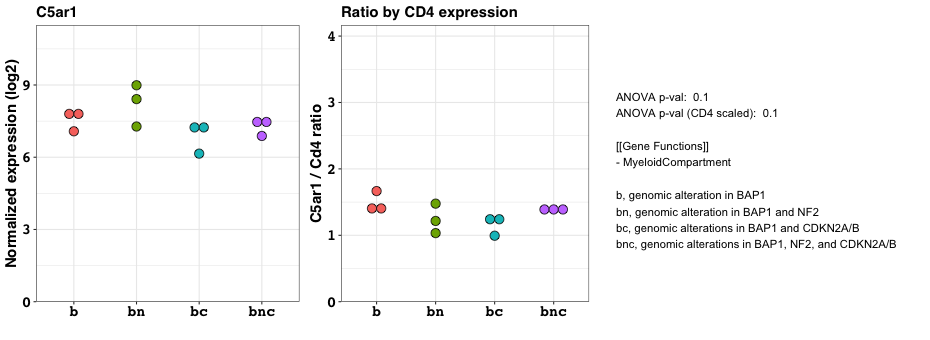 C5ar1
Normalized expression (log2)
9
6
3
0
b bn bc bnc
Ratio by CD4 expression
C5ar1 / Cd4 ratio
4
3
2
1
0
b bn bc bnc
ANOVA p-val:  0.1
ANOVA p-val (CD4 scaled):  0.1
[[Gene Functions]]
- MyeloidCompartment
b, genomic alteration in BAP1
bn, genomic alteration in BAP1 and NF2
bc, genomic alterations in BAP1 and CDKN2A/B
bnc, genomic alterations in BAP1, NF2, and CDKN2A/B